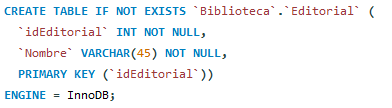 CREATE TABLE IF NOT EXISTS `Biblioteca`.`Editorial` (
  `idEditorial` INT NOT NULL,
  `Nombre` VARCHAR(45) NOT NULL,
  PRIMARY KEY (`idEditorial`))
ENGINE = InnoDB;